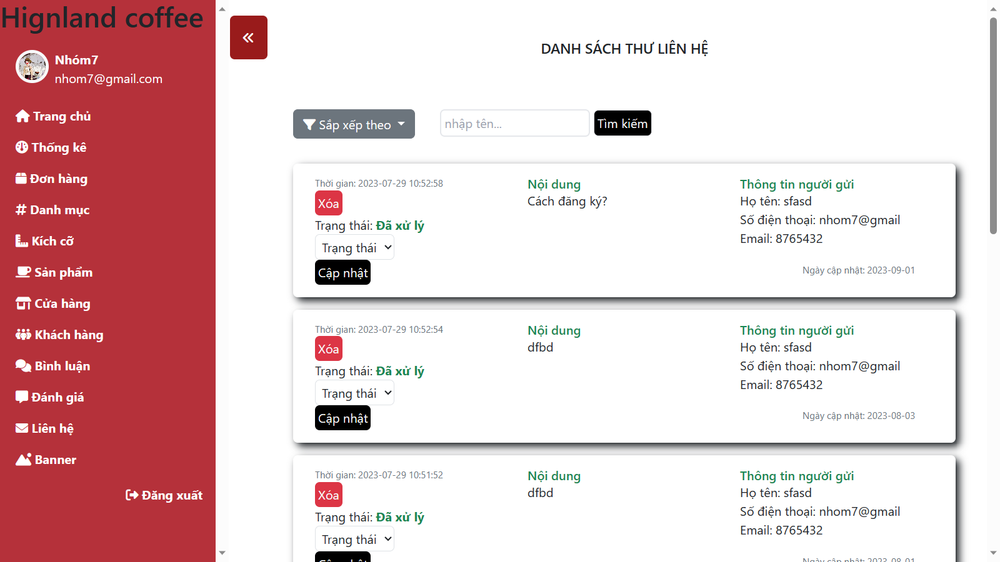 Hignland coffee
Nhóm7
nhom7@gmail.com
Trang chủ
Thống kê
Đơn hàng
Danh mục
Kích cỡ
Sản phẩm
Cửa hàng
Khách hàng
Bình luận
Đánh giá
Liên hệ
Banner
Đăng xuất
DANH SÁCH THƯ LIÊN HỆ
Sắp xếp theo
nhập tên...
Tìm kiếm
Thời gian: 2023-07-29 10:52:58
Xóa
Trạng thái: Đã xử lý
Trạng thái
Cập nhật
Nội dung
Cách đăng ký?
Thông tin người gửi
Họ tên: sfasd
Số điện thoại: nhom7@gmail
Email: 8765432
Ngày cập nhật: 2023-09-01
Thời gian: 2023-07-29 10:52:54
Xóa
Trạng thái: Đã xử lý
Trạng thái
Cập nhật
Nội dung
dfbd
Thông tin người gửi
Họ tên: sfasd
Số điện thoại: nhom7@gmail
Email: 8765432
Ngày cập nhật: 2023-08-03
Thời gian: 2023-07-29 10:51:52
Xóa
Trạng thái: Đã xử lý
Trạng thái
Cập nhật
Nội dung
dfbd
Thông tin người gửi
Họ tên: sfasd
Số điện thoại: nhom7@gmail
Email: 8765432
Ngày cập nhật: 2023-08-01